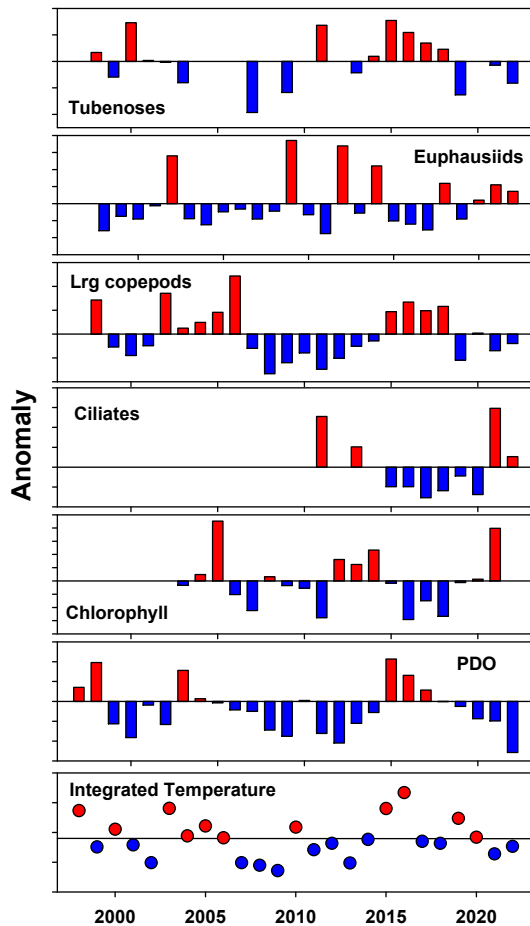 Tubenoses
Euphausiids
Lrg copepods
Anomaly
Ciliates
Chlorophyll
PDO
Integrated Temperature
2000 2005 2010 2015 2020